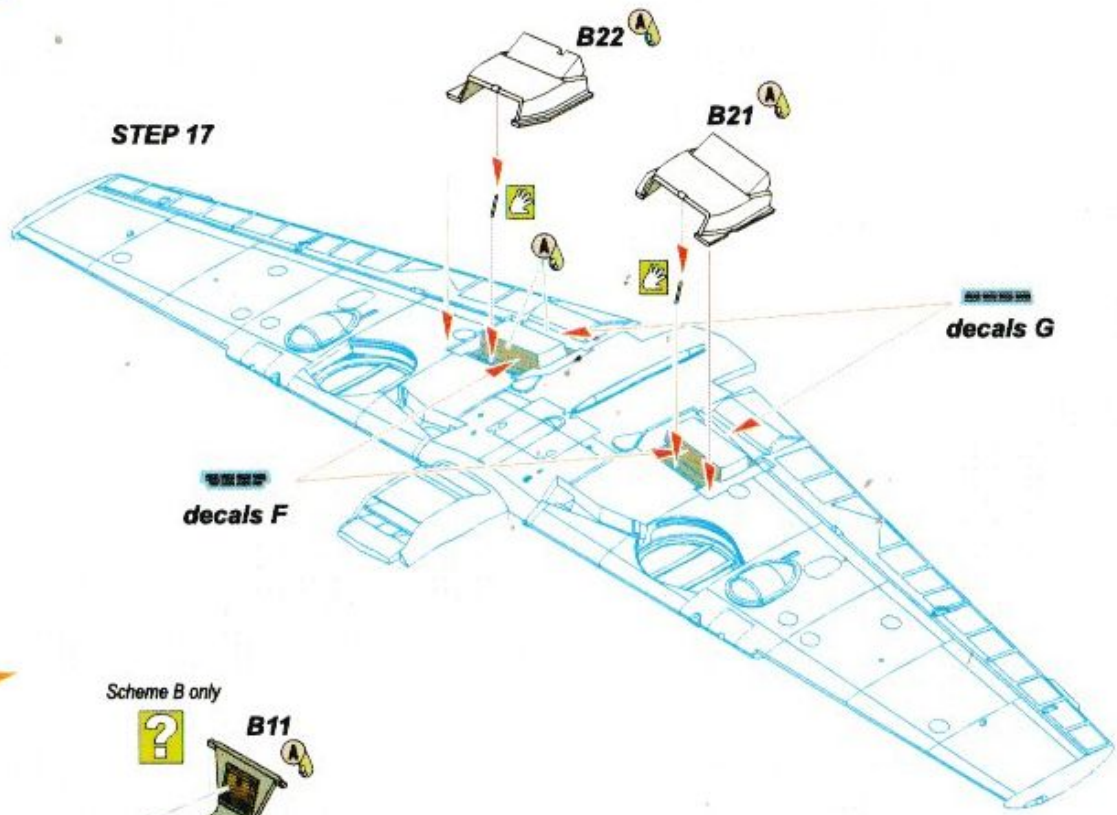 B22 A
B21 A
STEP 17
A
decals G
decals F
Scheme B only
?
B11
A